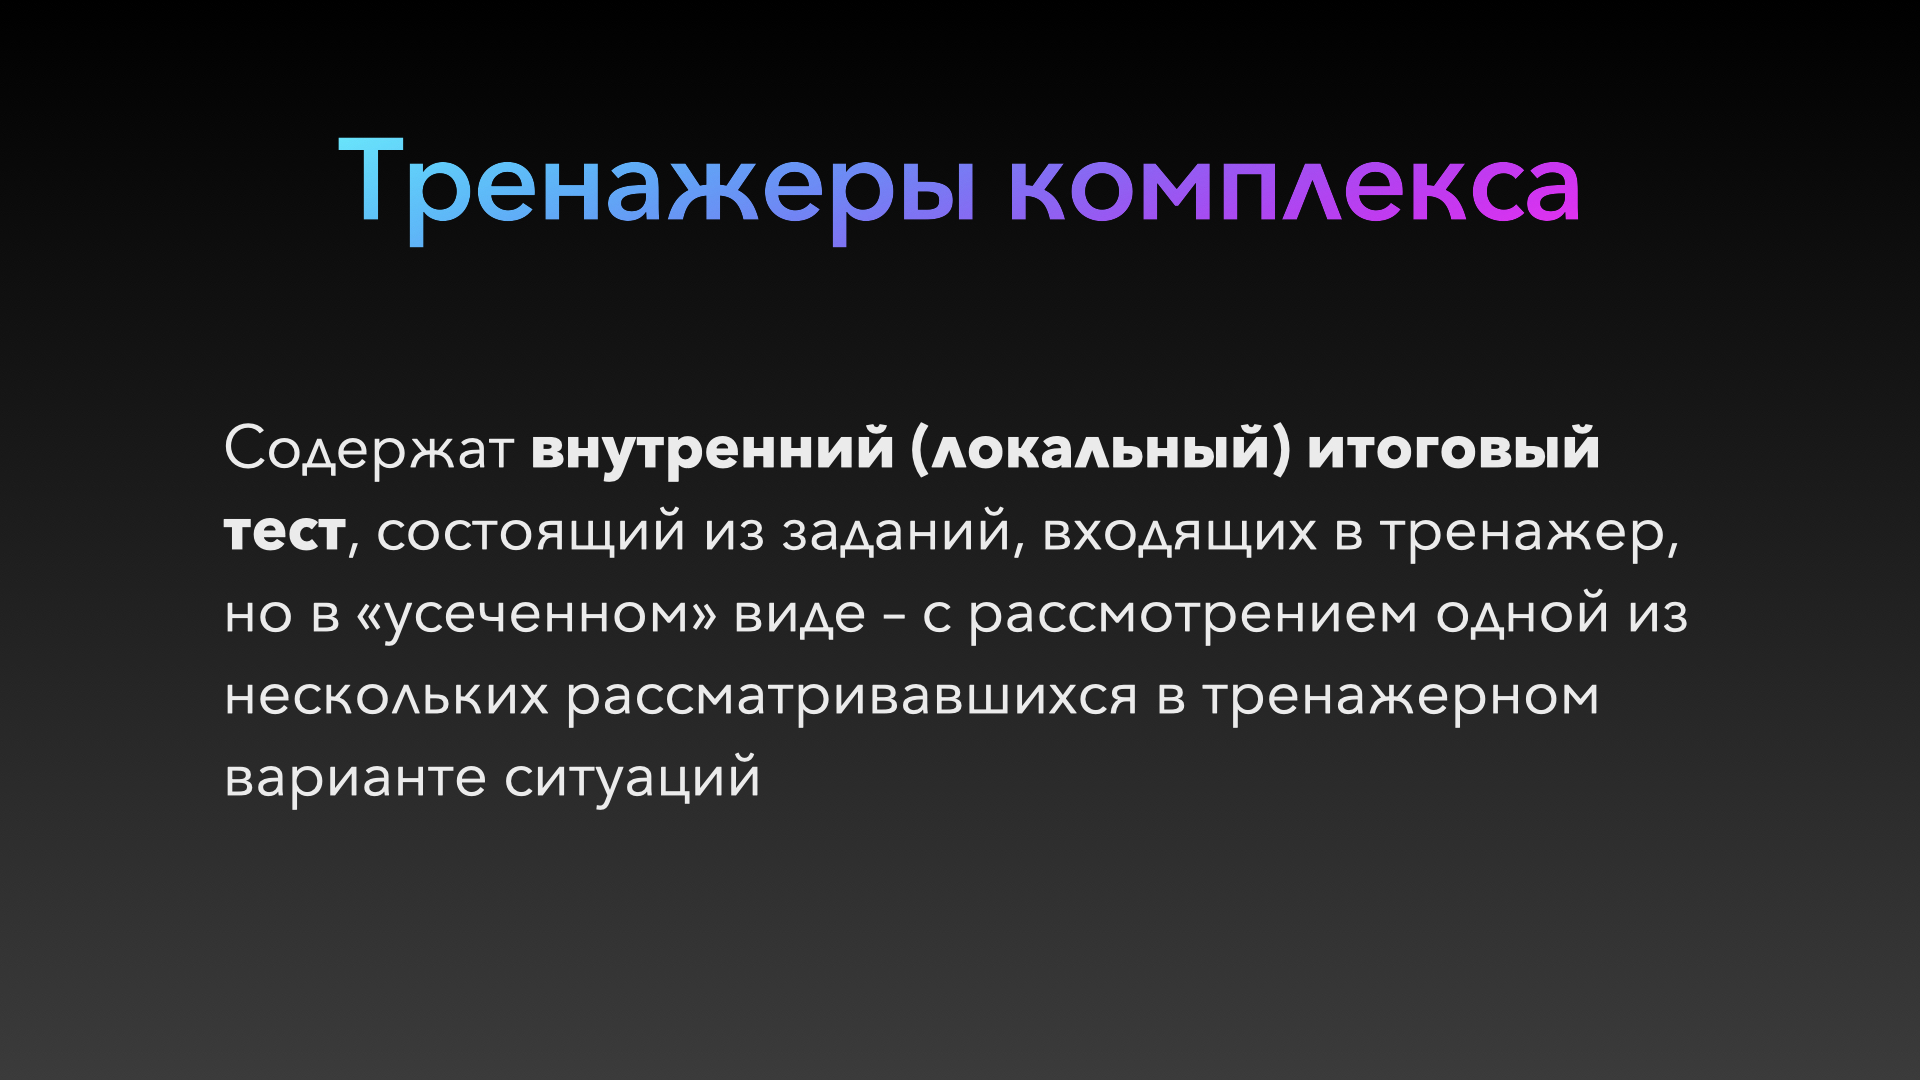 Тренажеры комплекса
Содержат внутренний (локальный) итоговый
тест, состоящий из заданий, входящих в тренажер,
но в «усеченном» виде – с рассмотрением одной из
нескольких рассматривавшихся в тренажерном
варианте ситуаций